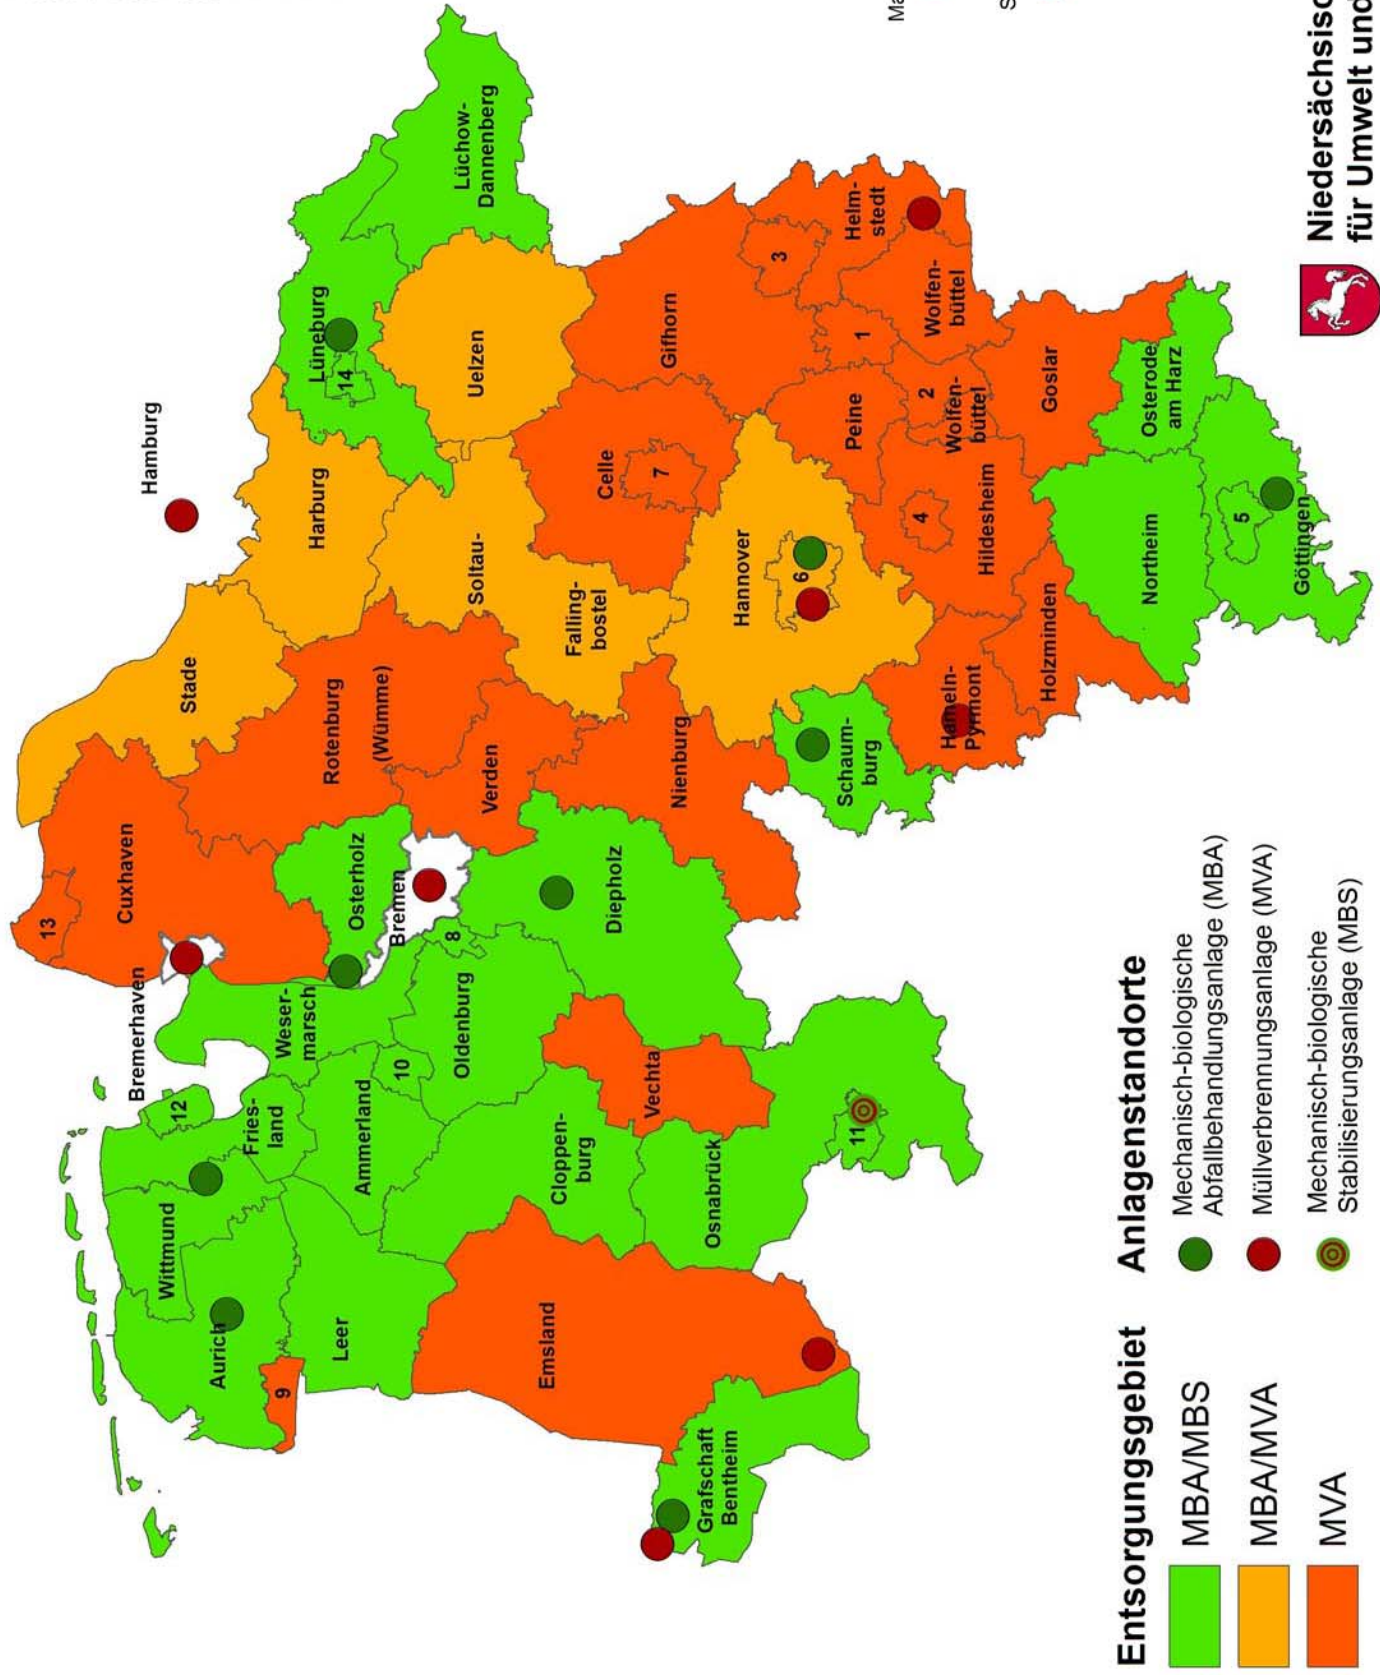 Hamburg
Stade
Harburg
Lüneburg
14
Lüchow-
Dannenberg
Uelzen
Soltau-
Falling-
bostel
13
Cuxhaven
Bremerhaven
Rotenburg
(Wümme)
Osterholz
Bremen
Verden
Weser-
marsch
12
Wittmund
Fries-
land
Aurich
9
Leer
Ammerland
10
Oldenburg
8
Diepholz
Nienburg
Celle
7
Gifhorn
Hannover
6
3
Helm-
stedt
1
Wolfen-
büttel
Peine
2
Wolfen-
büttel
4
Hildesheim
Goslar
Cloppen-
burg
Vechta
Emsland
Osnabrück
11
Grafschaft
Bentheim
Schaum-
burg
Hameln-
Pyrmont
Holzminden
Northeim
Osterode
am Harz
5
Göttingen
Entsorgungsgebiet
MBA/MBS
MBA/MVA
MVA
Anlagenstandorte
Mechanisch-biologische
Abfallbehandlungsanlage (MBA)
Müllverbrennungsanlage (MVA)
Mechanisch-biologische
Stabilisierungsanlage (MBS)
Ma
S
Niedersächsisc
für Umwelt und